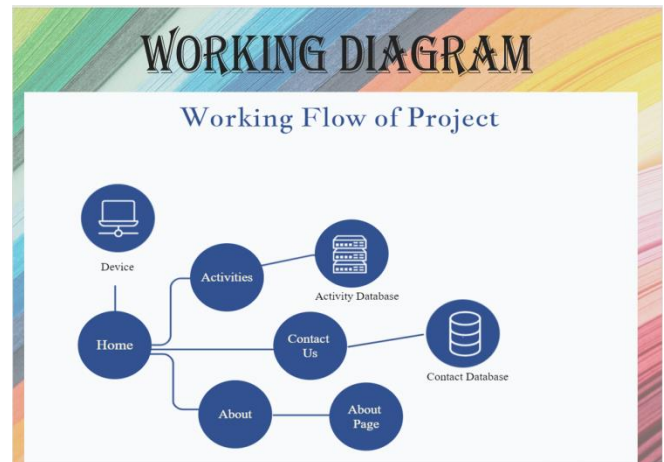 WORKING DIAGRAM
Working Flow of Project
Device
Activities
Activity Database
Home
Contact
Us
Contact Database
About
About
Page